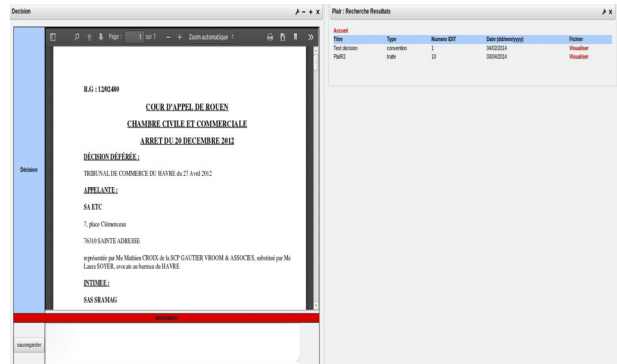 Decision
Page : 1 sur 7 − + Zoom automatique
R.G : 12/02480
COUR D'APPEL DE ROUEN
CHAMBRE CIVILE ET COMMERCIALE
ARRET DU 20 DECEMBRE 2012
DÉCISION DÉFÉRÉE :
TRIBUNAL DE COMMERCE DU HAVRE du 27 Avril 2012
APPELANTE :
SA ETC
7, place Clémenceau
76310 SAINTE ADRESSE
représentée par Me Mathieu CROIX de la SCP GAUTIER VROOM & ASSOCIES, substitué par Me
Laura SOYER, avocats au barreau du HAVRE
INTIMEE :
SAS SRAMAG
Décision
Annotation
sauvegarder
Plair : Recherche Resultats
Accueil
Titre Type Numero IDIT Date (dd/mm/yyyy) Fichier
Test décision convention 1 04/02/2014 Visualiser
PlaIR2 traite 10 03/04/2014 Visualiser